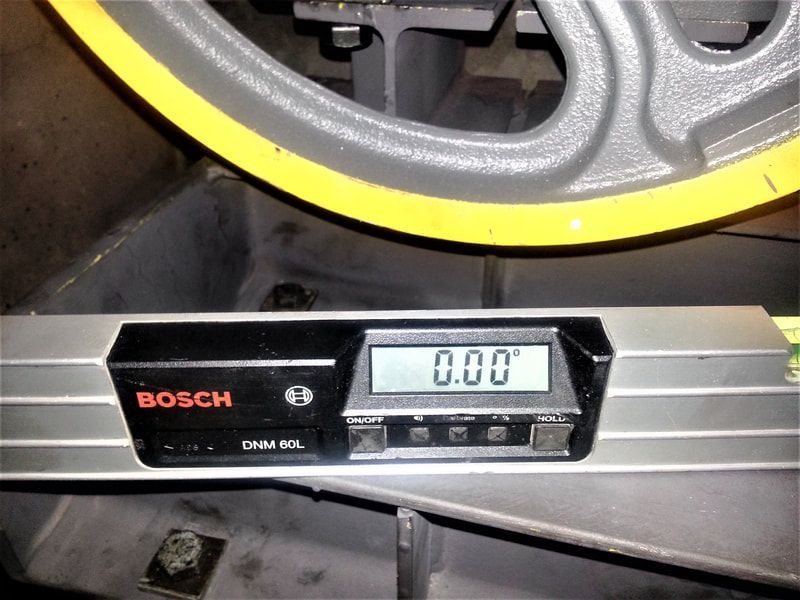 0.00°
BOSCH
ON/OFF
° %
HOLD
DNM 60L